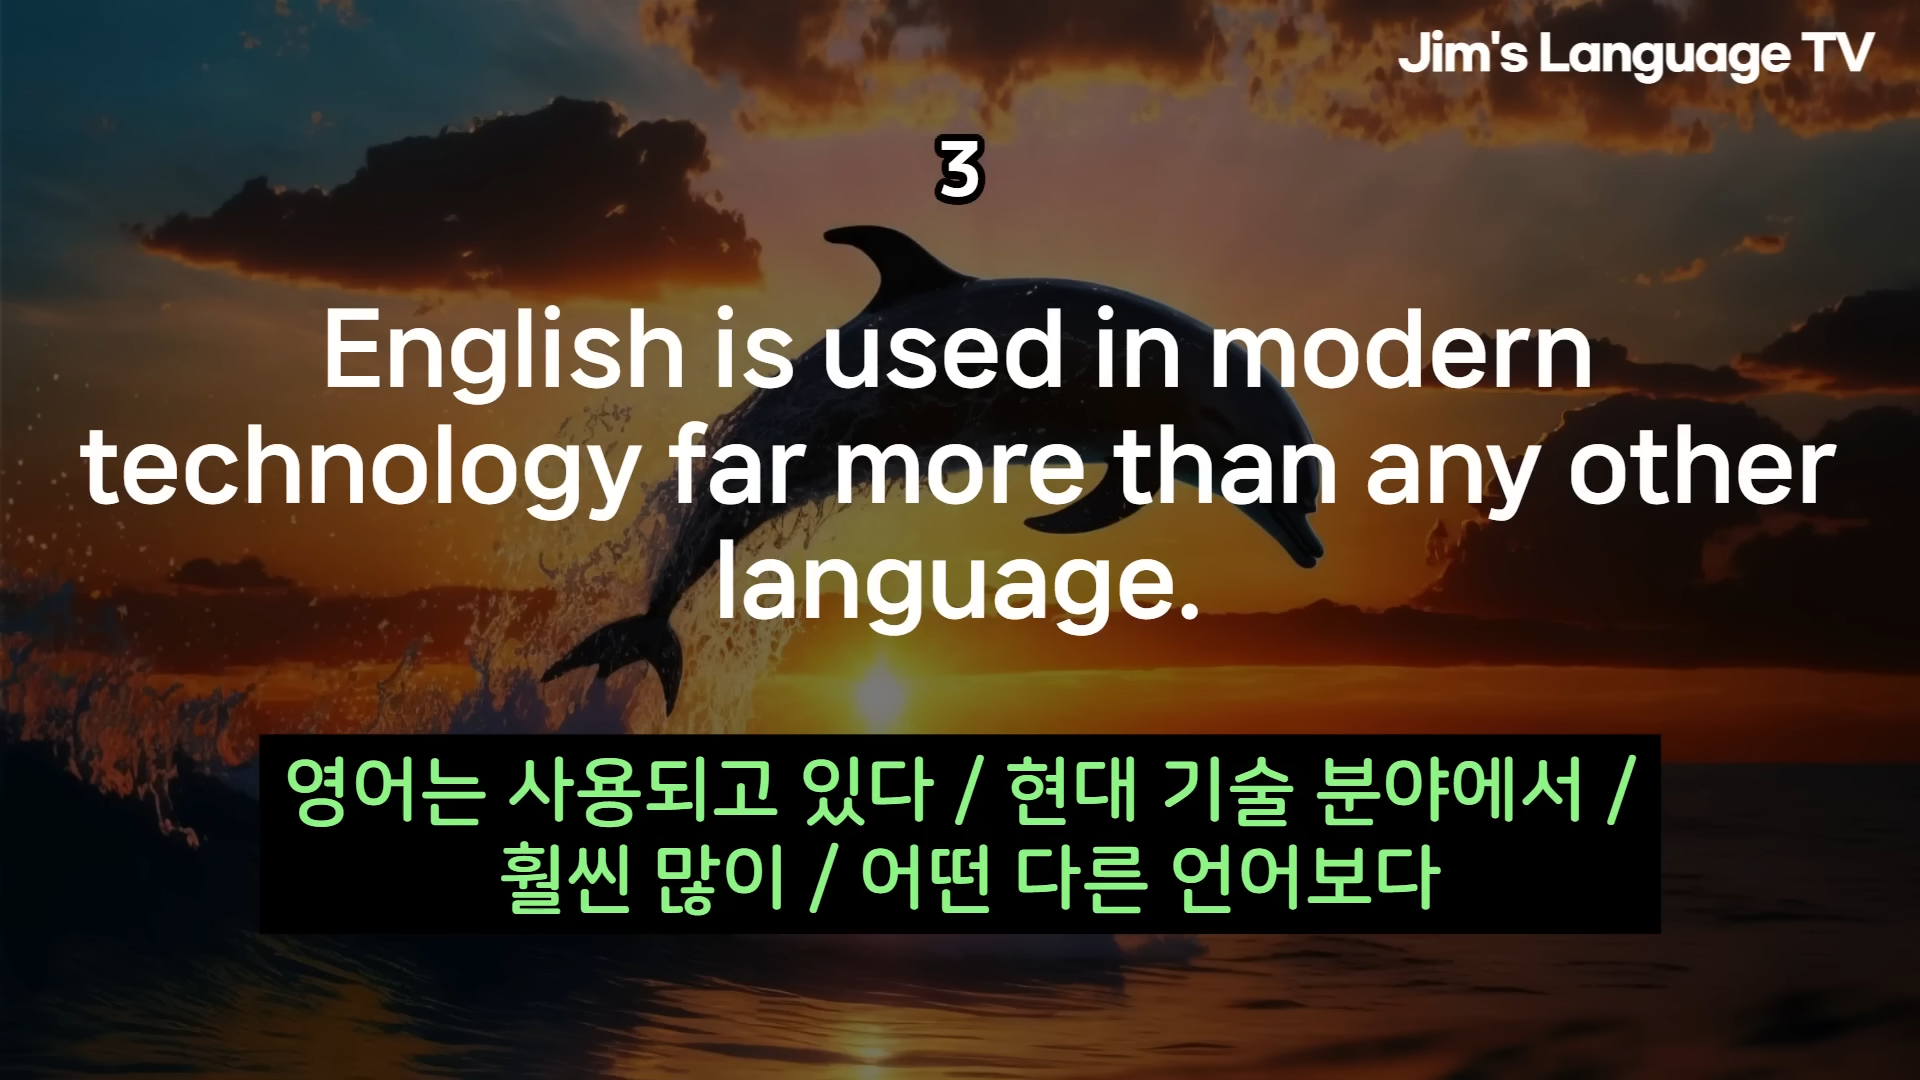 Jim's Language TV
3
English is used in modern
technology far more than any other
language.
영어는 사용되고 있다 / 현대 기술 분야에서 /
훨씬 많이 / 어떤 다른 언어보다